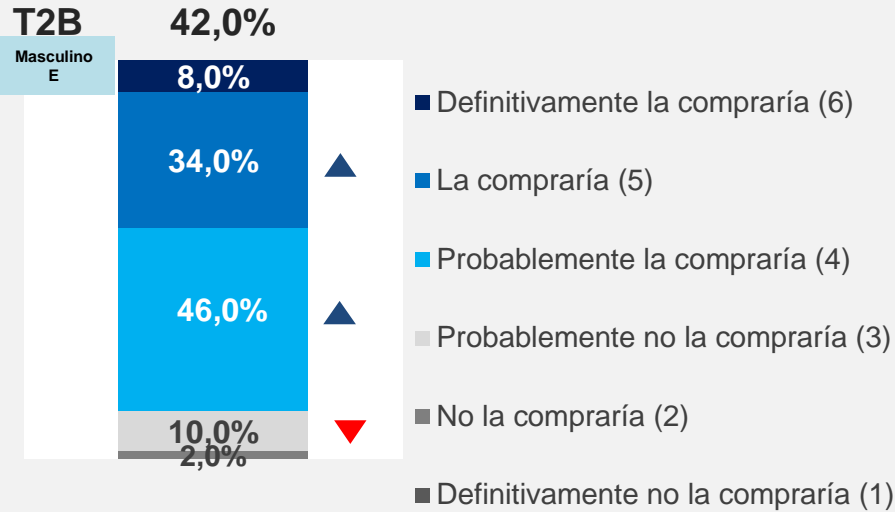 T2B 42,0%
Masculino
E
8,0%
34,0%
46,0%
10,0%
2,0%
Definitivamente la compraría (6)
La compraría (5)
Probablemente la compraría (4)
Probablemente no la compraría (3)
No la compraría (2)
Definitivamente no la compraría (1)